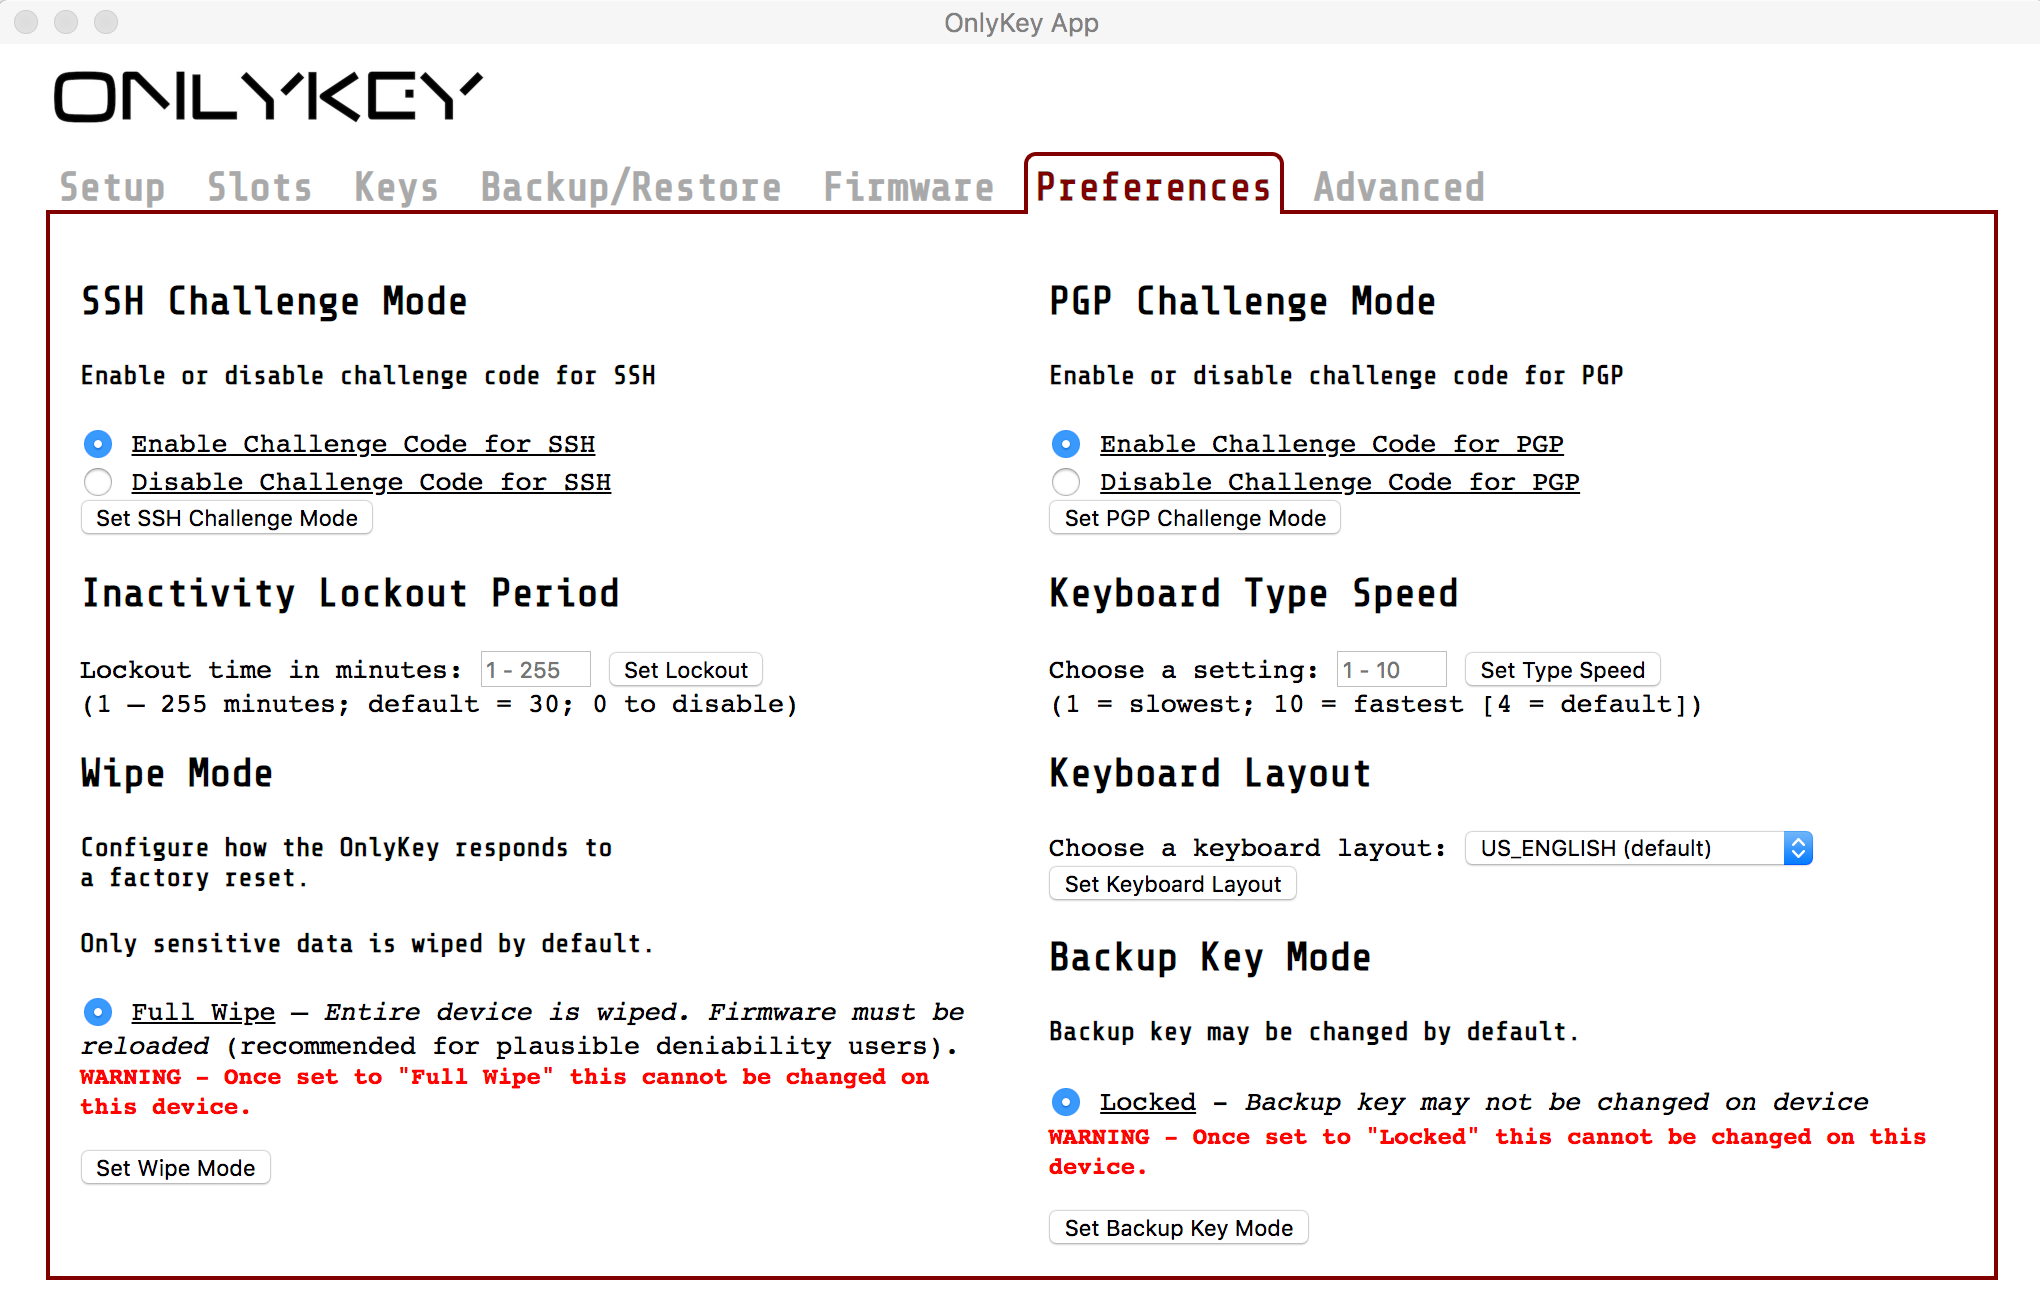 OnlyKey App
ONLYKEY
Setup Slots Keys Backup/Restore Firmware Preferences Advanced
SSH Challenge Mode
Enable or disable challenge code for SSH
Enable Challenge Code for SSH
Disable Challenge Code for SSH
Set SSH Challenge Mode
Inactivity Lockout Period
Lockout time in minutes: 1 - 255 Set Lockout
(1 – 255 minutes; default = 30; 0 to disable)
Wipe Mode
Configure how the OnlyKey responds to
a factory reset.
Only sensitive data is wiped by default.
Full Wipe – Entire device is wiped. Firmware must be
reloaded (recommended for plausible deniability users).
WARNING - Once set to "Full Wipe" this cannot be changed on
this device.
Set Wipe Mode
PGP Challenge Mode
Enable or disable challenge code for PGP
Enable Challenge Code for PGP
Disable Challenge Code for PGP
Set PGP Challenge Mode
Keyboard Type Speed
Choose a setting: 1 - 10 Set Type Speed
(1 = slowest; 10 = fastest [4 = default])
Keyboard Layout
Choose a keyboard layout: US_ENGLISH (default)
Set Keyboard Layout
Backup Key Mode
Backup key may be changed by default.
Locked - Backup key may not be changed on device
WARNING - Once set to "Locked" this cannot be changed on this
device.
Set Backup Key Mode